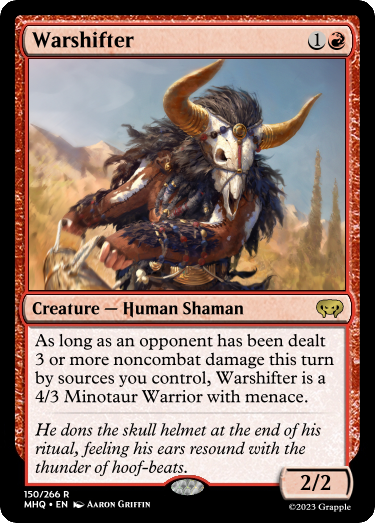 Warshifter
1
Creature — Human Shaman
As long as an opponent has been dealt
3 or more noncombat damage this turn
by sources you control, Warshifter is a
4/3 Minotaur Warrior with menace.
He dons the skull helmet at the end of his
ritual, feeling his ears resound with the
thunder of hoof-beats.
2/2
150/266 R
MHQ • EN Aaron Griffin
©2023 Grapple